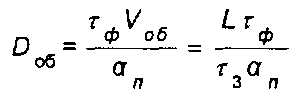 D_об = τ_ф V_об / α_п = L τ_ф / τ_з α_п